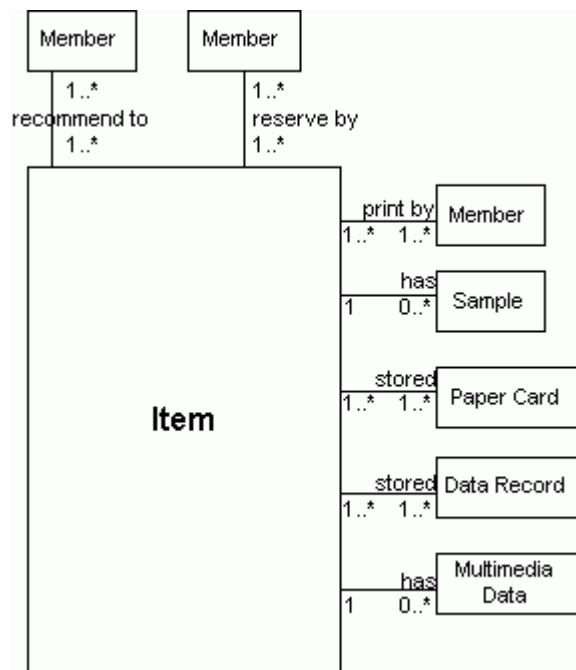 Member Member
1..* 1..*
recommend to reserve by
1..* 1..*
print by Member
1..* 1..*
has
Sample
1 0..*
stored
Paper Card
1..* 1..*
Item
stored
Data Record
1..* 1..*
Multimedia
has
Data
1 0..*